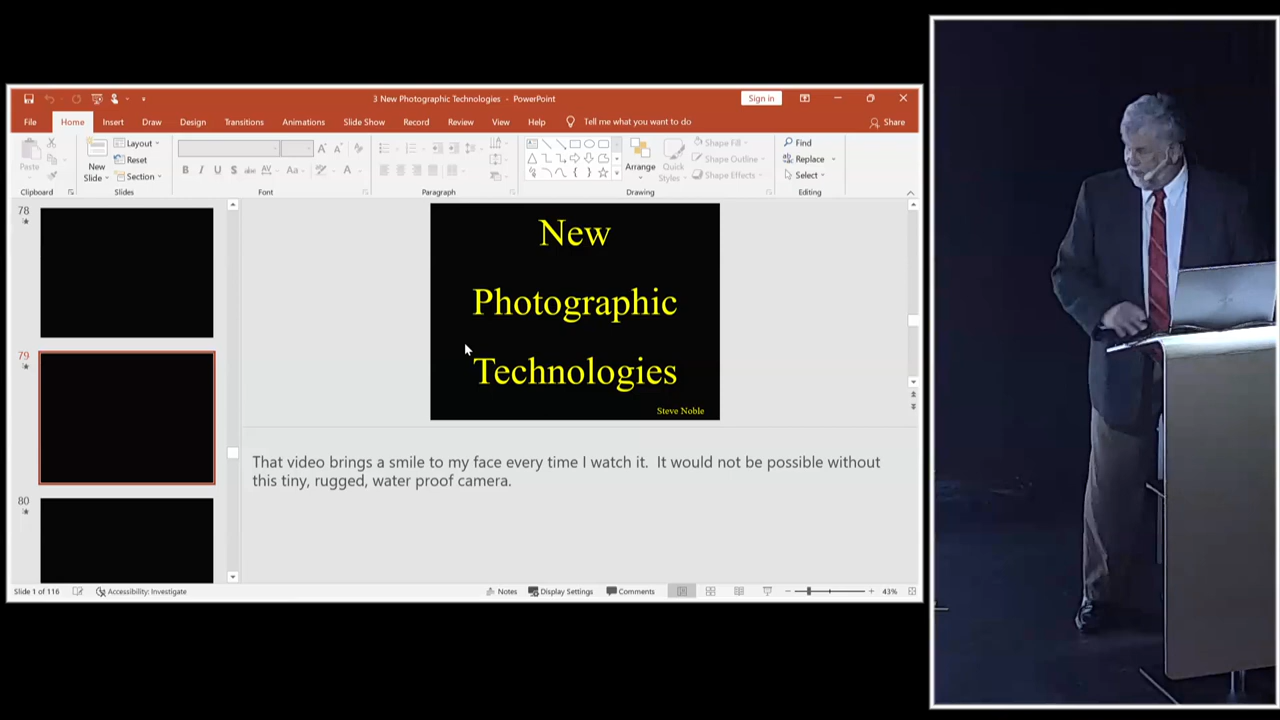 3 New Photographic Technologies - PowerPoint
Sign in
File Home Insert Draw Design Transitions Animations Slide Show Record Review View Help Tell me what you want to do
Share
Paste
Clipboard
New
Slide
Layout
Reset
Section
Slides
B I U S abc AV Aa A
Font
Paragraph
Arrange
Quick
Styles
Shape Fill
Shape Outline
Shape Effects
Drawing
Find
Replace
Select
Editing
78
79
80
New
Photographic
Technologies
Steve Noble
That video brings a smile to my face every time I watch it. It would not be possible without
this tiny, rugged, water proof camera.
Slide 1 of 116 Accessibility: Investigate Notes Display Settings Comments 43%